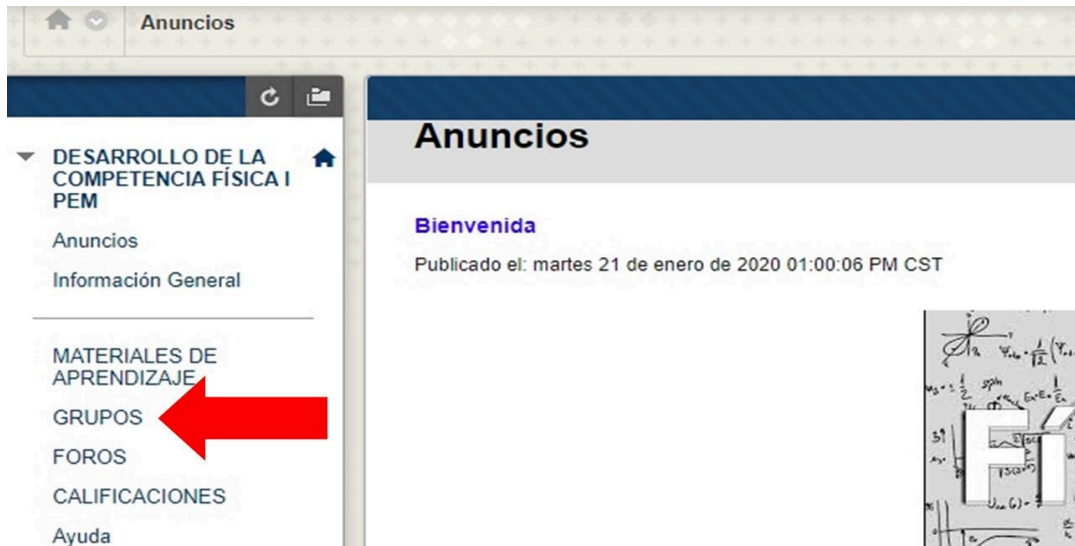 Anuncios
DESARROLLO DE LA
COMPETENCIA FÍSICA I
PEM
Anuncios
Información General
MATERIALES DE
APRENDIZAJE
GRUPOS
FOROS
CALIFICACIONES
Ayuda
Anuncios
Bienvenida
Publicado el: martes 21 de enero de 2020 01:00:06 PM CST
Fí